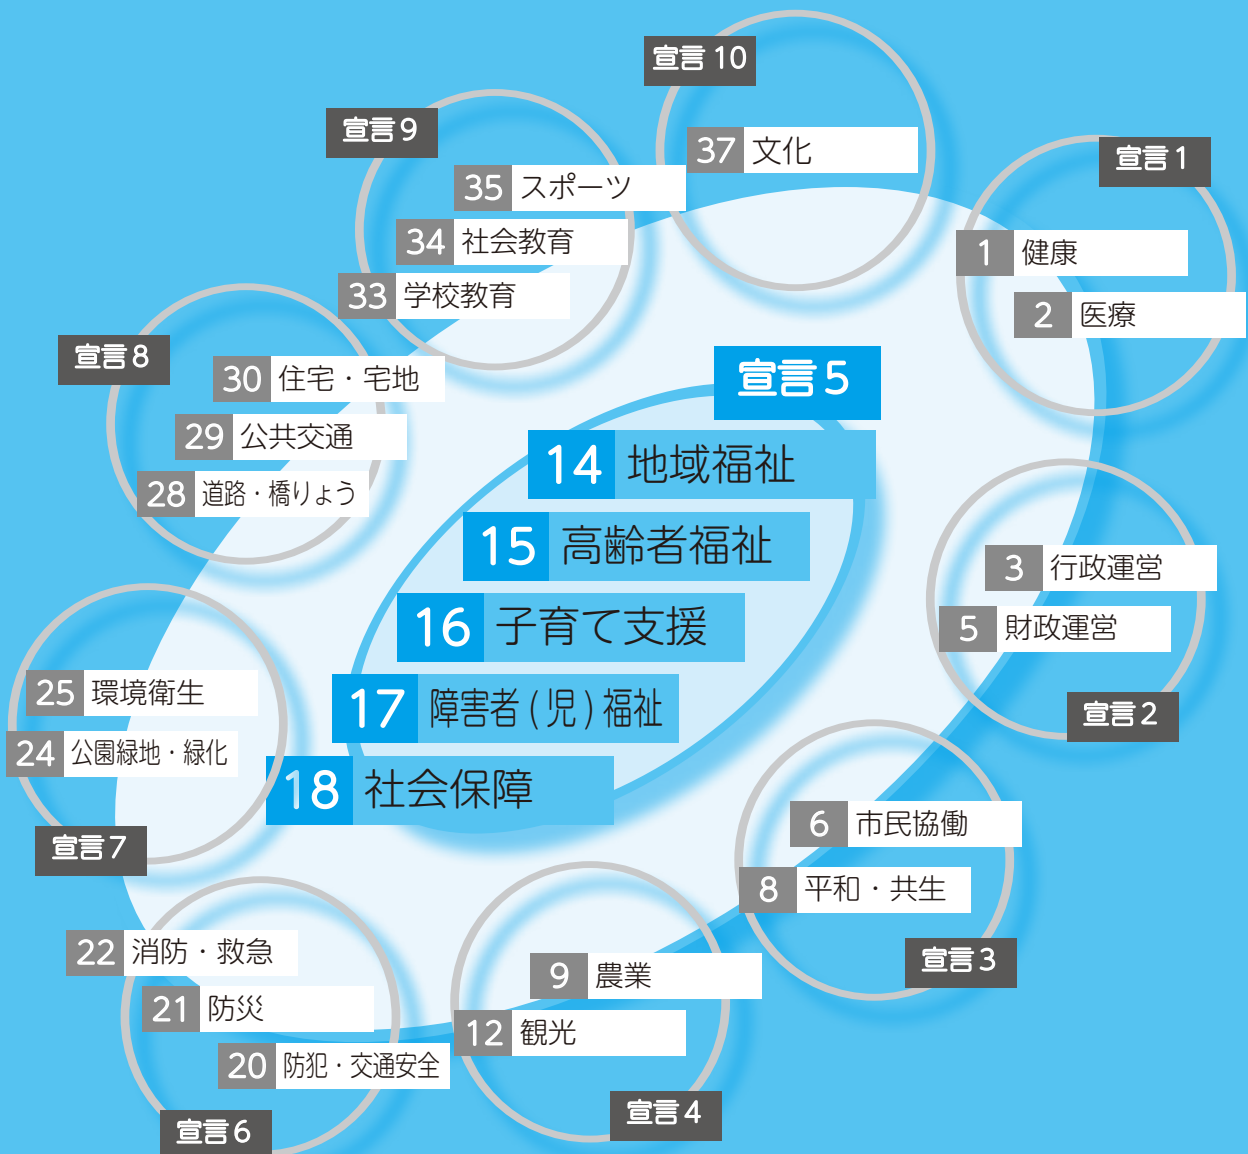 宣言 10
37 文化
宣言 9
35 スポーツ
34 社会教育
33 学校教育
宣言 1
1 健康
2 医療
宣言 8
30 住宅・宅地
29 公共交通
28 道路・橋りょう
宣言 5
14 地域福祉
15 高齢者福祉
16 子育て支援
17 障害者(児)福祉
18 社会保障
3 行政運営
5 財政運営
宣言 2
25 環境衛生
24 公園緑地・緑化
宣言 7
6 市民協働
8 平和・共生
宣言 3
22 消防・救急
21 防災
20 防犯・交通安全
宣言 6
9 農業
12 観光
宣言 4